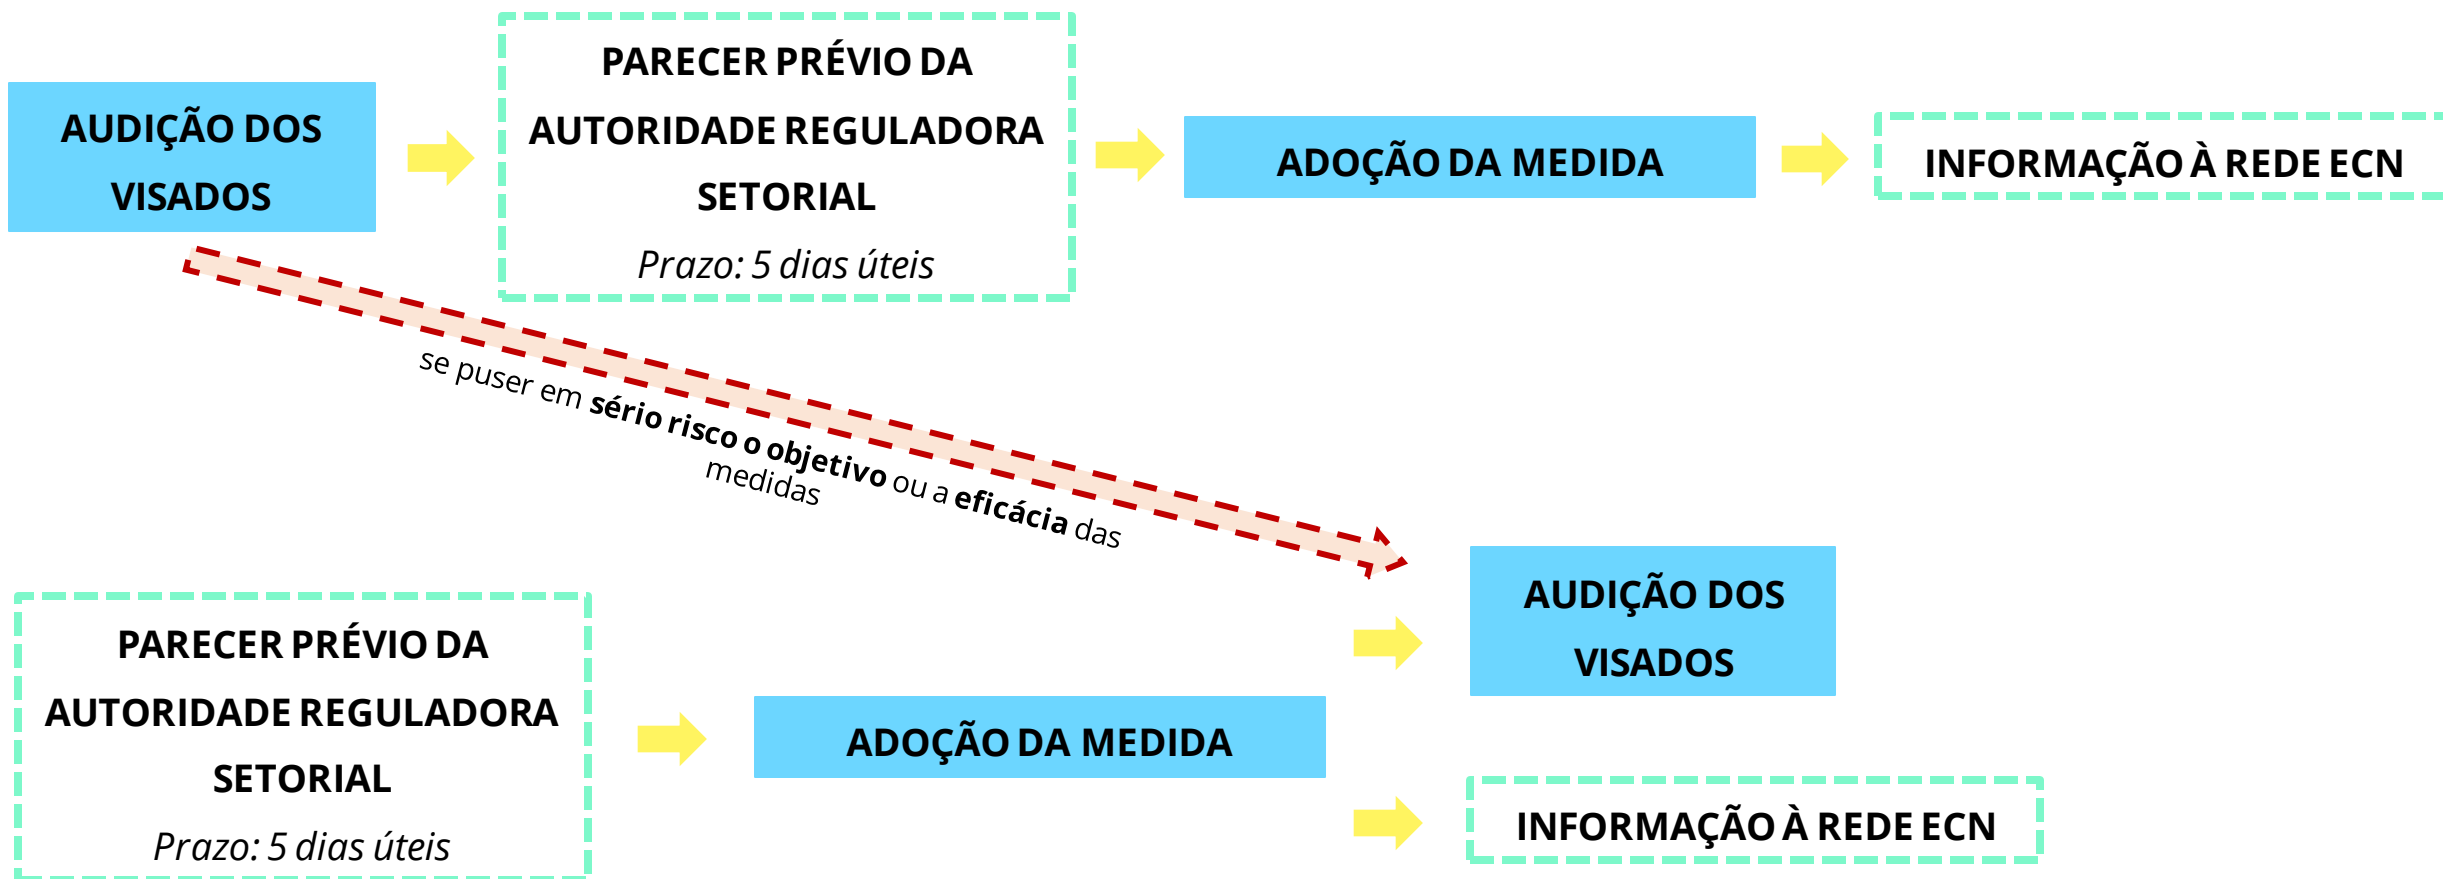 AUDIÇÃO DOS
VISADOS
PARECER PRÉVIO DA
AUTORIDADE REGULADORA
SETORIAL
Prazo: 5 dias úteis
ADOÇÃO DA MEDIDA
INFORMAÇÃO À REDE ECN
se puser em sério risco o objetivo ou a eficácia das
medidas
PARECER PRÉVIO DA
AUTORIDADE REGULADORA
SETORIAL
Prazo: 5 dias úteis
ADOÇÃO DA MEDIDA
AUDIÇÃO DOS
VISADOS
INFORMAÇÃO À REDE ECN